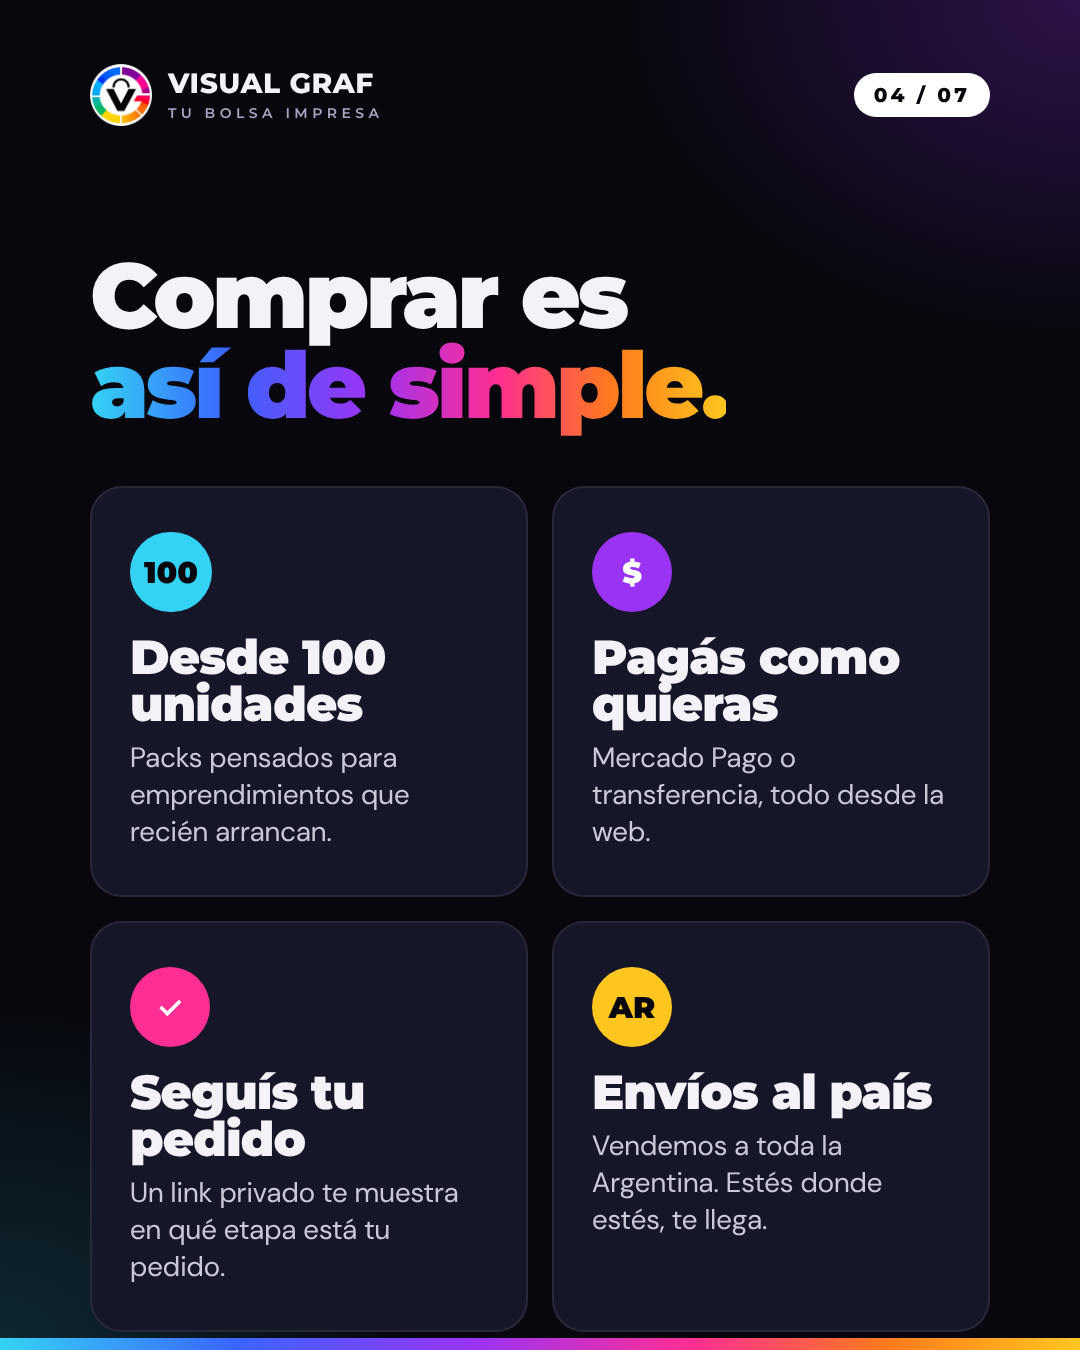 VISUAL GRAF
TU BOLSA IMPRESA
04 / 07
Comprar es
así de simple.
100
Desde 100
unidades
Packs pensados para
emprendimientos que
recién arrancan.
$
Pagás como
quieras
Mercado Pago o
transferencia, todo desde la
web.
✓
Seguís tu
pedido
Un link privado te muestra
en qué etapa está tu
pedido.
AR
Envíos al país
Vendemos a toda la
Argentina. Estés donde
estés, te llega.